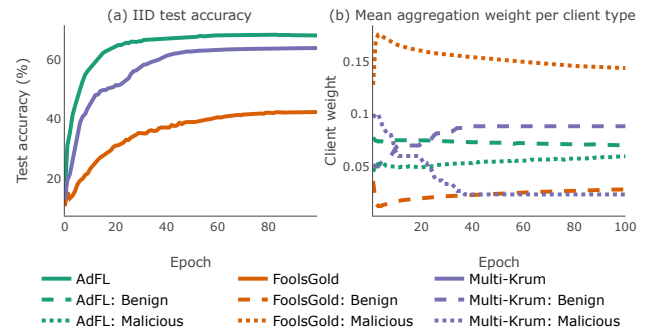 (a) IID test accuracy
(b) Mean aggregation weight per client type
Test accuracy (%)
60
40
20
0
20
40
60
80
Epoch
Client weight
0.15
0.1
0.05
20
40
60
80
100
Epoch
AdFL
FoolsGold
Multi-Krum
AdFL: Benign
FoolsGold: Benign
Multi-Krum: Benign
AdFL: Malicious
FoolsGold: Malicious
Multi-Krum: Malicious